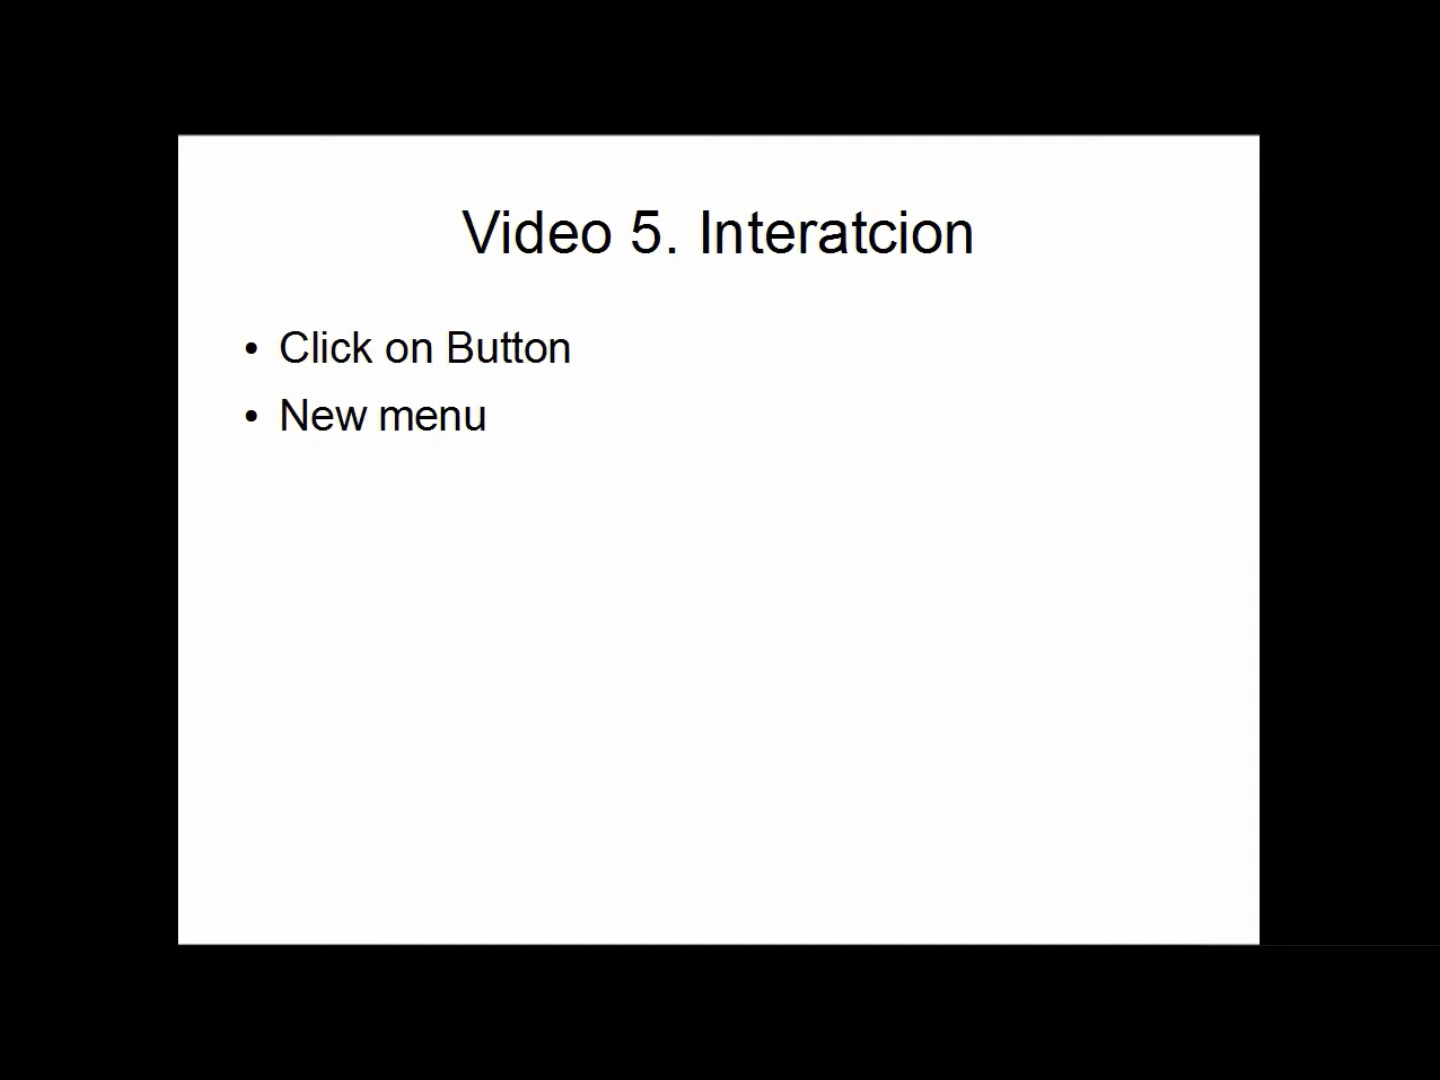 Video 5. Interatcion
• Click on Button
• New menu